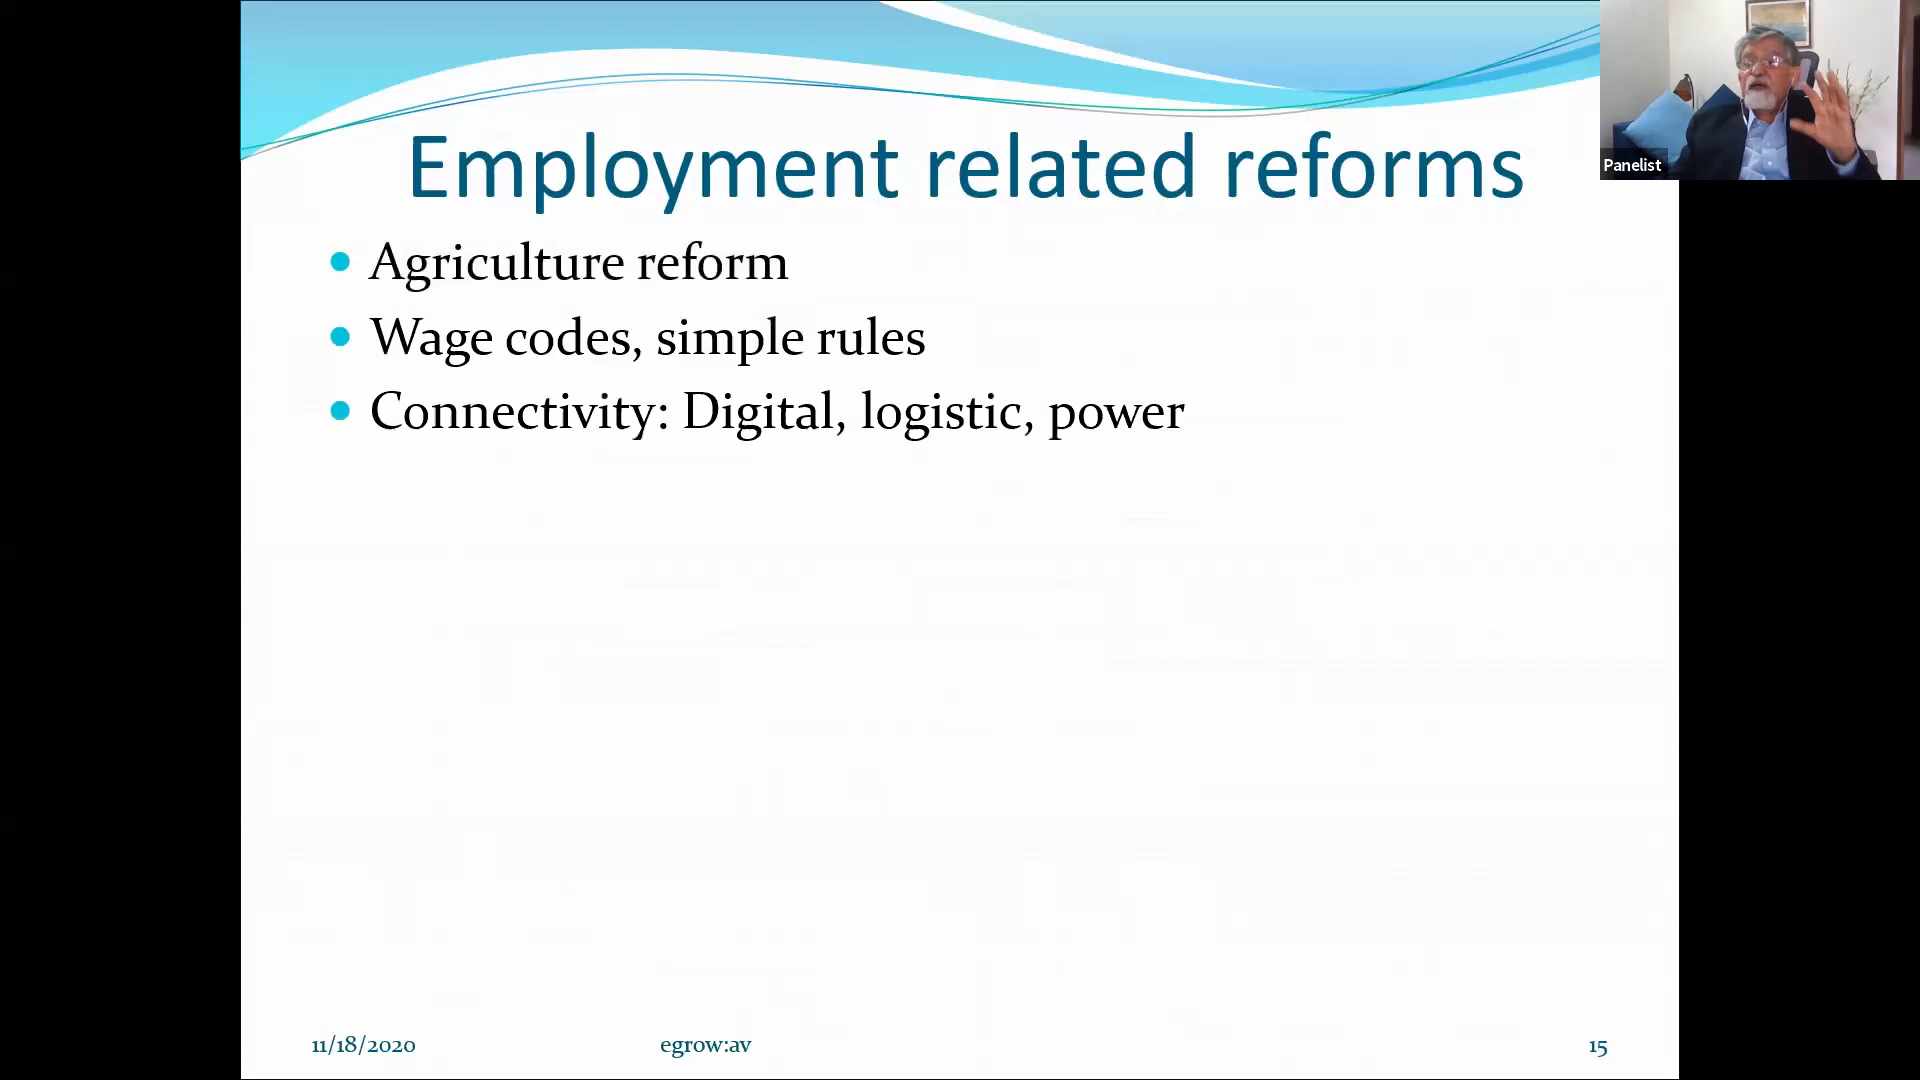 Employment related reforms
Agriculture reform
Wage codes, simple rules
Connectivity: Digital, logistic, power
11/18/2020
egrow:av
15
Panelist